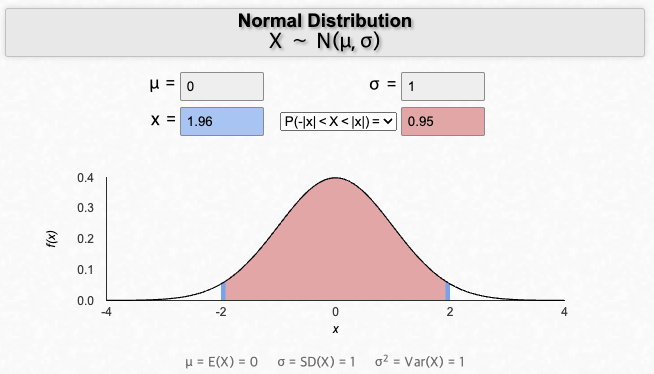 Normal Distribution
X ~ N(μ, σ)
μ = 0 σ = 1
x = 1.96 P(-|x| < X < |x|) = 0.95
0.4
0.3
0.2
0.1
0.0
f(x)
-4 -2 0 2 4
x
μ = E(X) = 0 σ = SD(X) = 1 σ² = Var(X) = 1